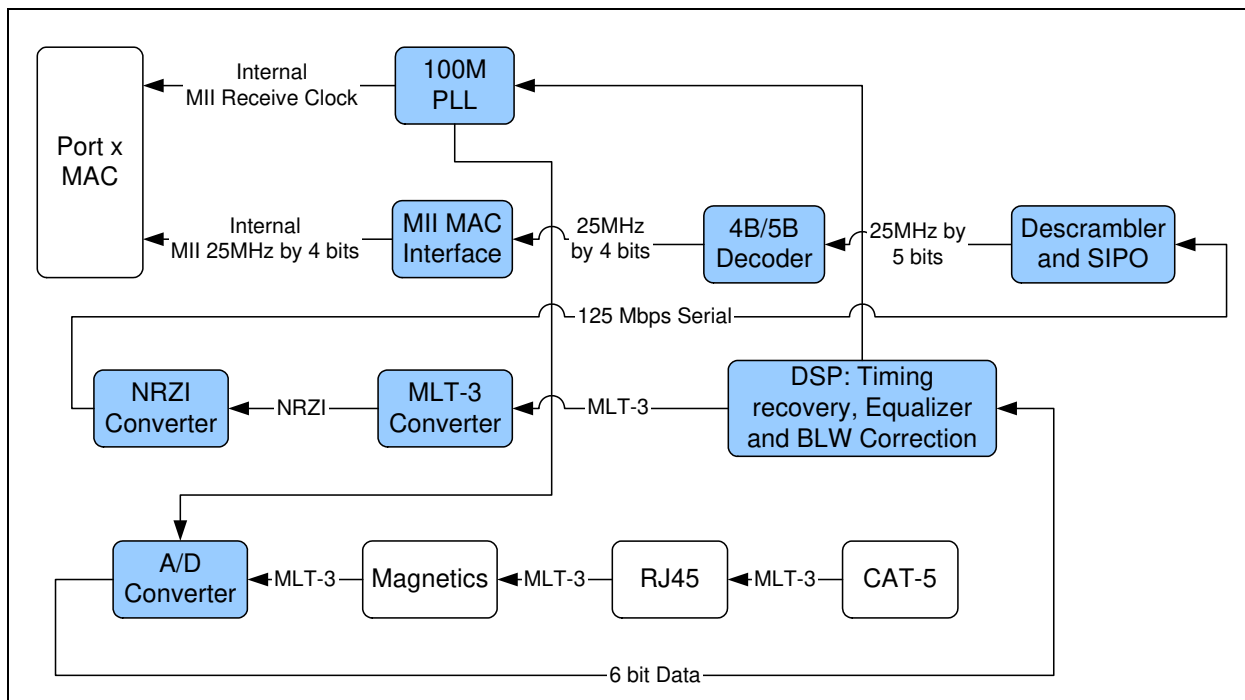 Port x
MAC
Internal
MII Receive Clock
100M
PLL
Internal
MII 25MHz by 4 bits
MII MAC
Interface
25MHz
by 4 bits
4B/5B
Decoder
25MHz by
5 bits
Descrambler
and SIPO
125 Mbps Serial
NRZI
Converter
NRZI
MLT-3
Converter
MLT-3
DSP: Timing
recovery, Equalizer
and BLW Correction
A/D
Converter
MLT-3
Magnetics
MLT-3
RJ45
MLT-3
CAT-5
6 bit Data